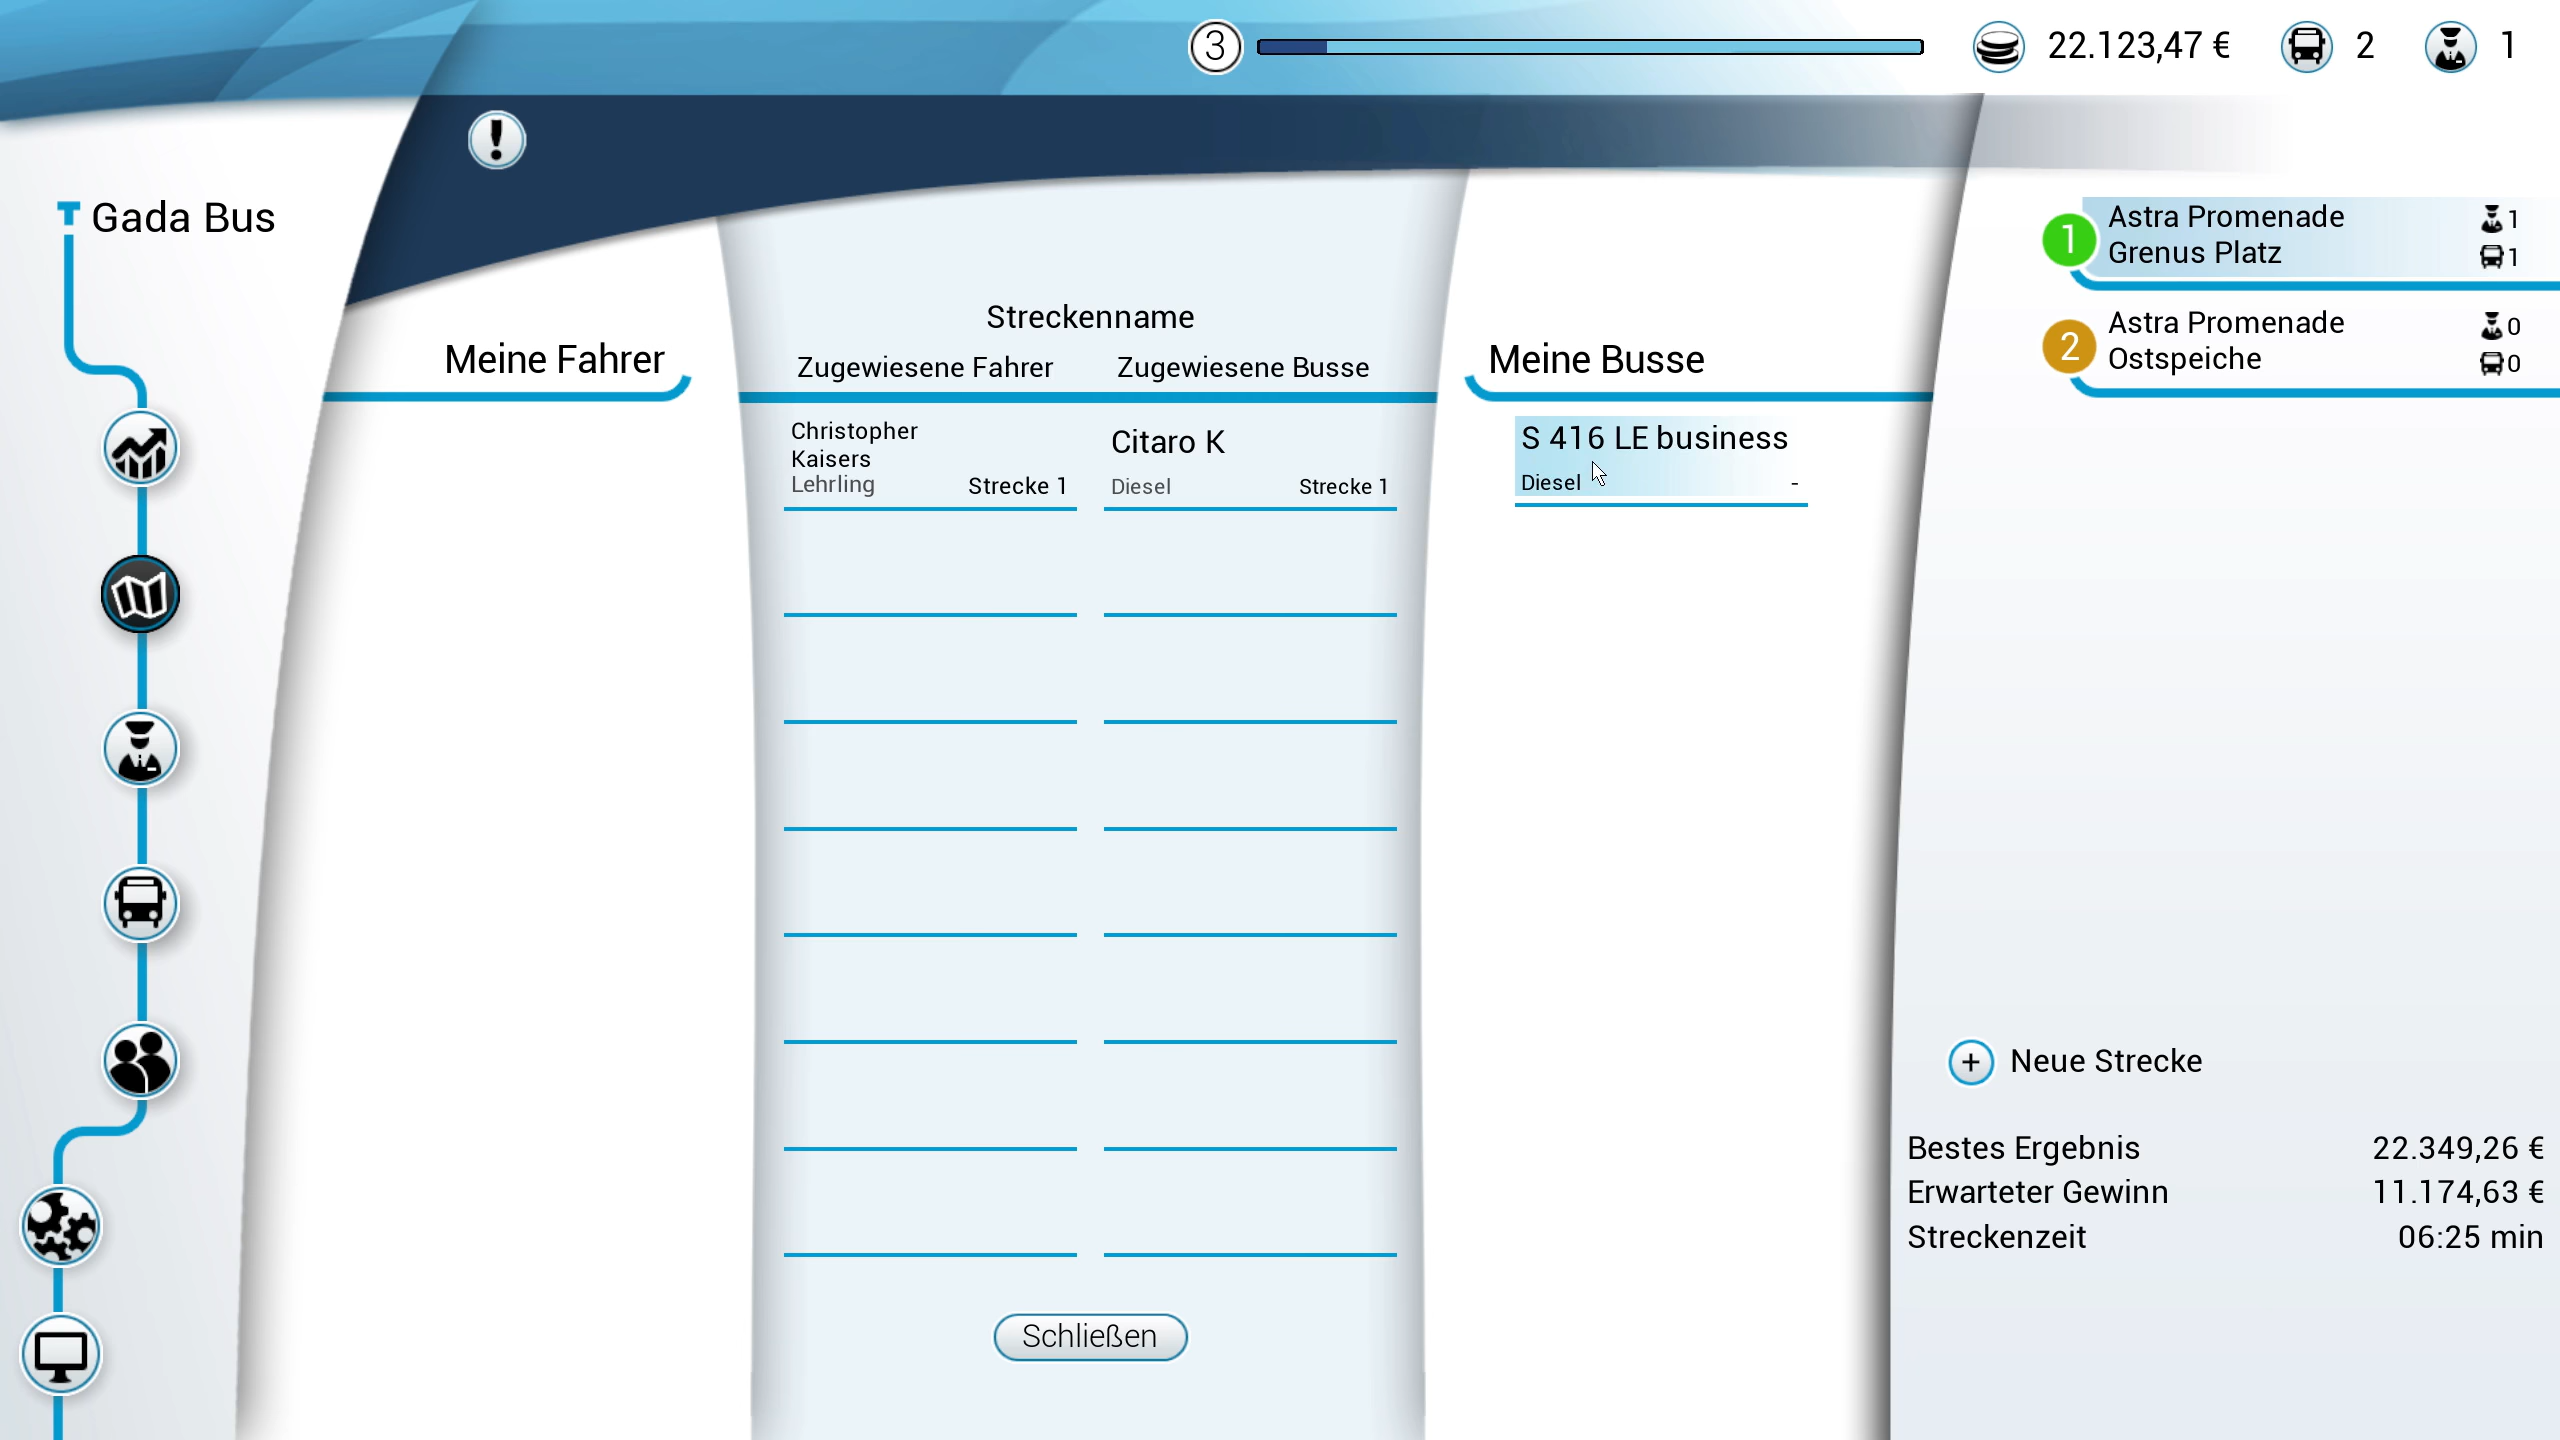 3
22.123,47 €
2
1
Gada Bus
Meine Fahrer
Streckenname
Zugewiesene Fahrer
Zugewiesene Busse
Christopher
Kaisers
Lehrling
Strecke 1
Citaro K
Diesel
Strecke 1
Meine Busse
S 416 LE business
Diesel
-
1
Astra Promenade
Grenus Platz
1
1
2
Astra Promenade
Ostspeiche
0
0
Neue Strecke
Bestes Ergebnis 22.349,26 €
Erwarteter Gewinn 11.174,63 €
Streckenzeit 06:25 min
Schließen